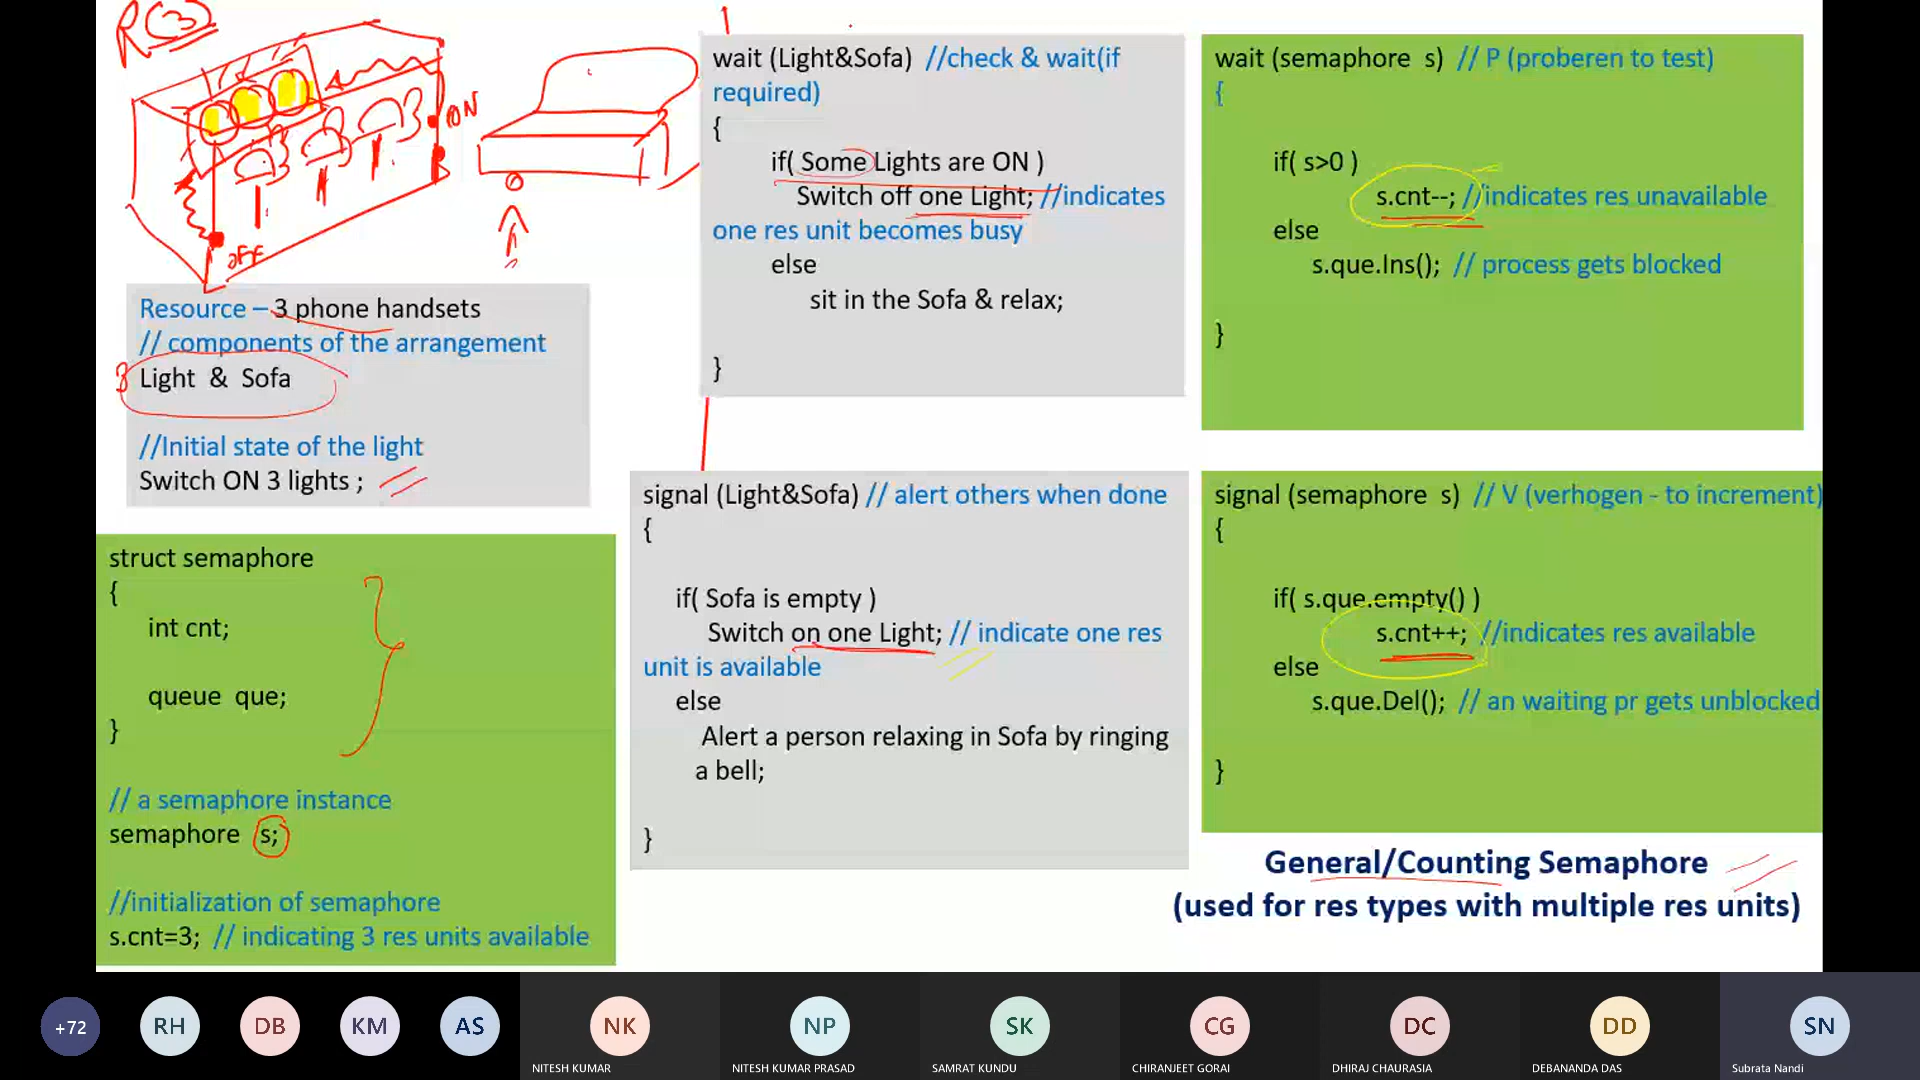 R(3)
ON
OFF
Resource – 3 phone handsets
// components of the arrangement
3 Light & Sofa
//Initial state of the light
Switch ON 3 lights ;
struct semaphore
{
int cnt;
queue que;
}
// a semaphore instance
semaphore s;
//initialization of semaphore
s.cnt=3; // indicating 3 res units available
wait (Light&Sofa) //check & wait(if
required)
{
if( Some Lights are ON )
Switch off one Light; //indicates
one res unit becomes busy
else
sit in the Sofa & relax;
}
signal (Light&Sofa) // alert others when done
{
if( Sofa is empty )
Switch on one Light; // indicate one res
unit is available
else
Alert a person relaxing in Sofa by ringing
a bell;
}
wait (semaphore s) // P (proberen to test)
{
if( s>0 )
s.cnt--; //indicates res unavailable
else
s.que.Ins(); // process gets blocked
}
signal (semaphore s) // V (verhogen - to increment)
{
if( s.que.empty() )
s.cnt++; //indicates res available
else
s.que.Del(); // an waiting pr gets unblocked
}
General/Counting Semaphore
(used for res types with multiple res units)
+72
RH
DB
KM
AS
NK
NITESH KUMAR
NP
NITESH KUMAR PRASAD
SK
SAMRAT KUNDU
CG
CHIRANJEET GORAI
DC
DHIRAJ CHAURASIA
DD
DEBANANDA DAS
SN
Subrata Nandi